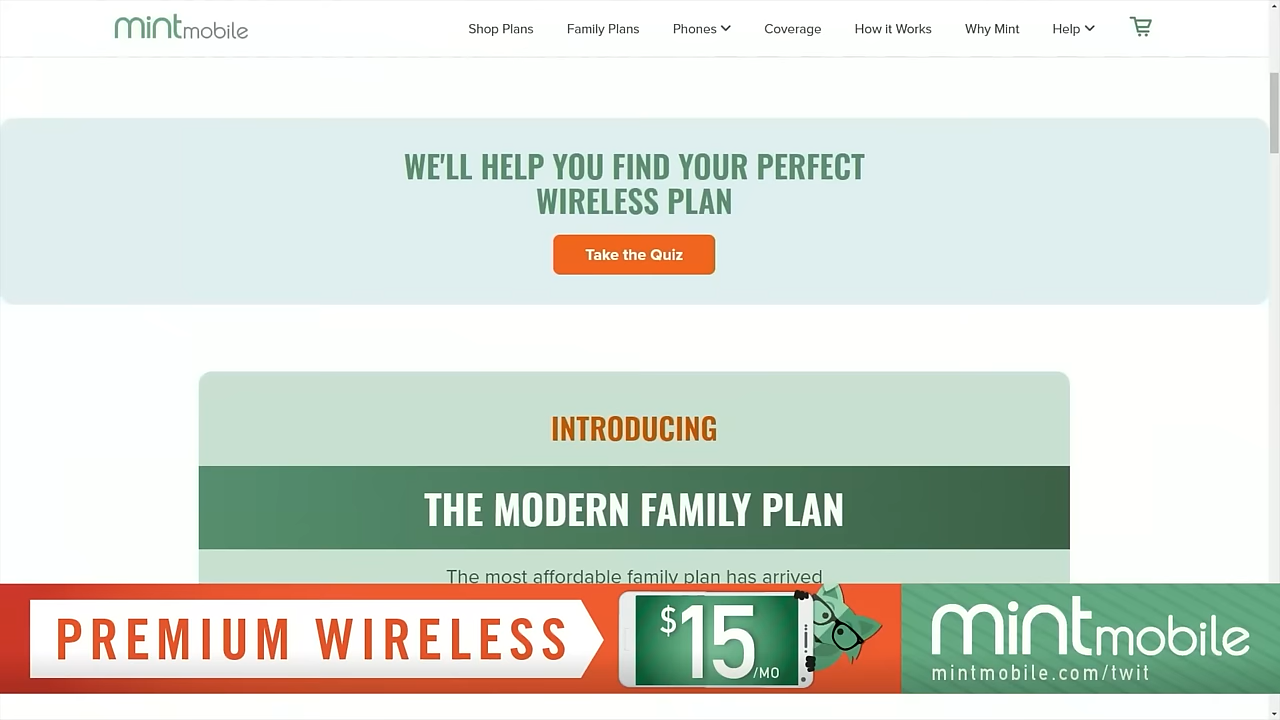 mintmobile
Shop Plans
Family Plans
Phones
Coverage
How it Works
Why Mint
Help
WE'LL HELP YOU FIND YOUR PERFECT
WIRELESS PLAN
Take the Quiz
INTRODUCING
THE MODERN FAMILY PLAN
The most affordable family plan has arrived
PREMIUM WIRELESS
$15/MO
mintmobile
mintmobile.com/twit